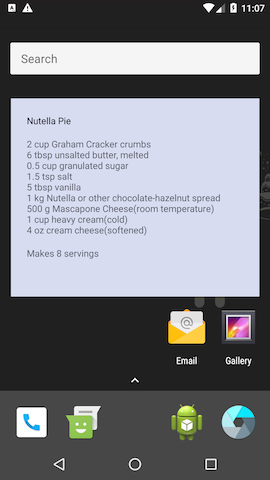 11:07
Search
Nutella Pie
2 cup Graham Cracker crumbs
6 tbsp unsalted butter, melted
0.5 cup granulated sugar
1.5 tsp salt
5 tbsp vanilla
1 kg Nutella or other chocolate-hazelnut spread
500 g Mascapone Cheese(room temperature)
1 cup heavy cream(cold)
4 oz cream cheese(softened)
Makes 8 servings
Email Gallery